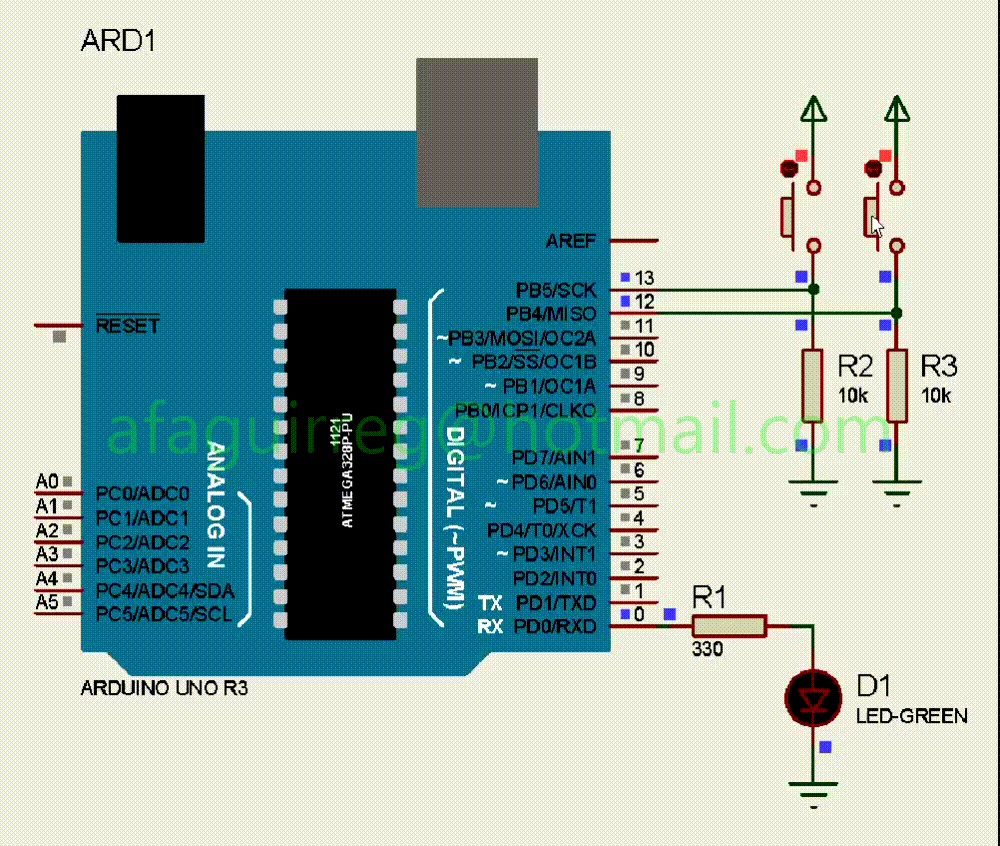 ARD1
AREF
13
PB5/SCK
12
PB4/MISO
11
RESET
~PB3/MOSI/OC2A
10
~ PB2/SS/OC1B
9
~ PB1/OC1A
8
PB0/ICP1/CLKO
R2
R3
10k
10k
afaguirreg@hotmail.com
1121
ATMEGA328P-PU
ANALOG IN
DIGITAL (~PWM)
7
PD7/AIN1
6
~ PD6/AIN0
5
~ PD5/T1
4
PD4/T0/XCK
3
~ PD3/INT1
2
PD2/INT0
1
TX PD1/TXD
0
RX PD0/RXD
A0
PC0/ADC0
A1
PC1/ADC1
A2
PC2/ADC2
A3
PC3/ADC3
A4
PC4/ADC4/SDA
A5
PC5/ADC5/SCL
R1
330
ARDUINO UNO R3
D1
LED-GREEN